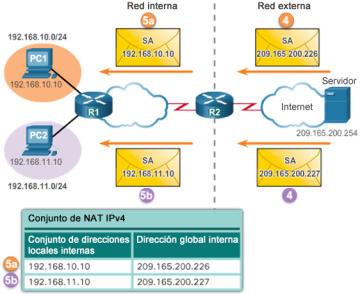 Red interna
Red externa
5a
4
192.168.10.0/24
SA
192.168.10.10
SA
209.165.200.226
PC1
192.168.10.10
Servidor
R1
R2
Internet
PC2
192.168.11.10
209.165.200.254
SA
192.168.11.10
SA
209.165.200.227
192.168.11.0/24
5b
4
Conjunto de NAT IPv4
Conjunto de direcciones locales internas
Dirección global interna
5a
192.168.10.10
209.165.200.226
5b
192.168.11.10
209.165.200.227